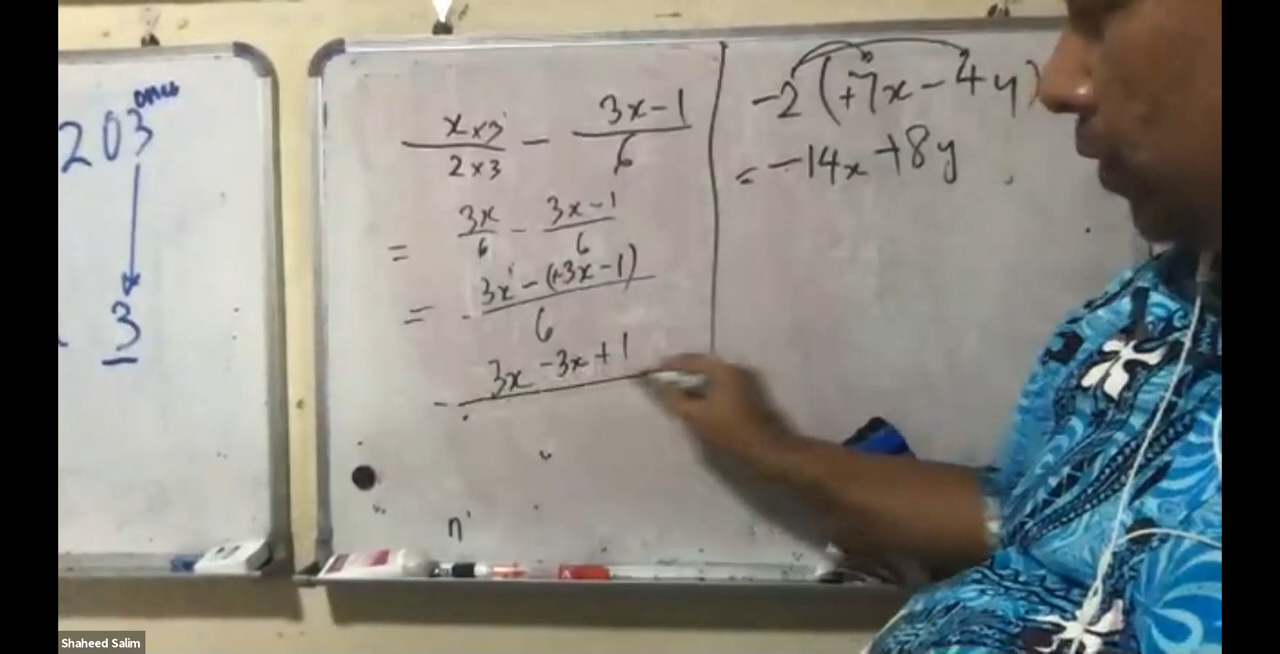 203 ones
3
x×3/2×3 - 3x-1/6
= 3x/6 - 3x-1/6
= 3x-(+3x-1)/6
3x-3x+1
n
-2(+7x-4y)
= -14x+8y
Shaheed Salim